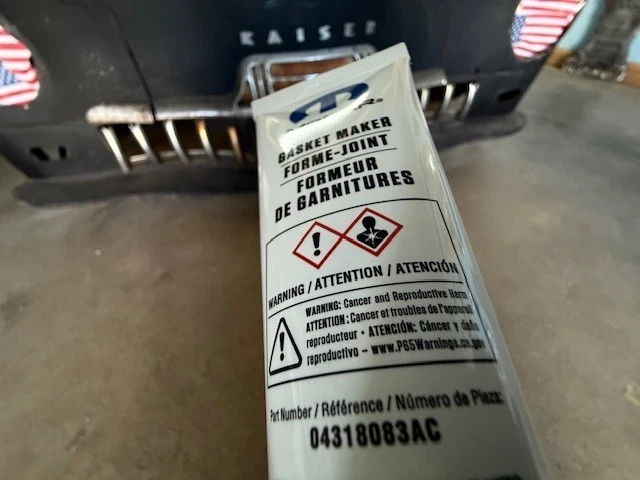 KAISER
GASKET MAKER
FORME-JOINT
FORMEUR
DE GARNITURES
WARNING / ATTENTION / ATENCIÓN
WARNING: Cancer and Reproductive Harm
ATTENTION: Cancer et troubles de l'appareil
reproducteur • ATENCIÓN: Cáncer y daño
reproductivo – www.P65Warnings.ca.gov
Part Number / Référence / Número de Pieza:
04318083AC